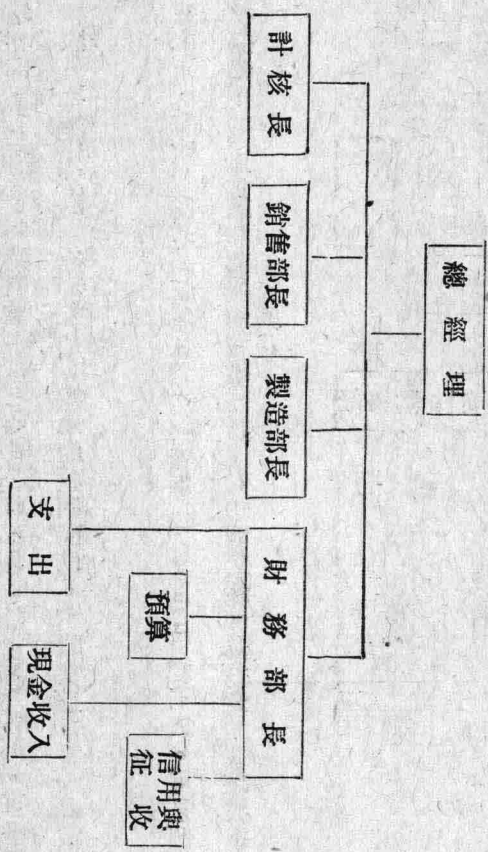 總經理
計核長
銷售部長
製造部長
財務部長
支出
預算
現金收入
信用與
征收